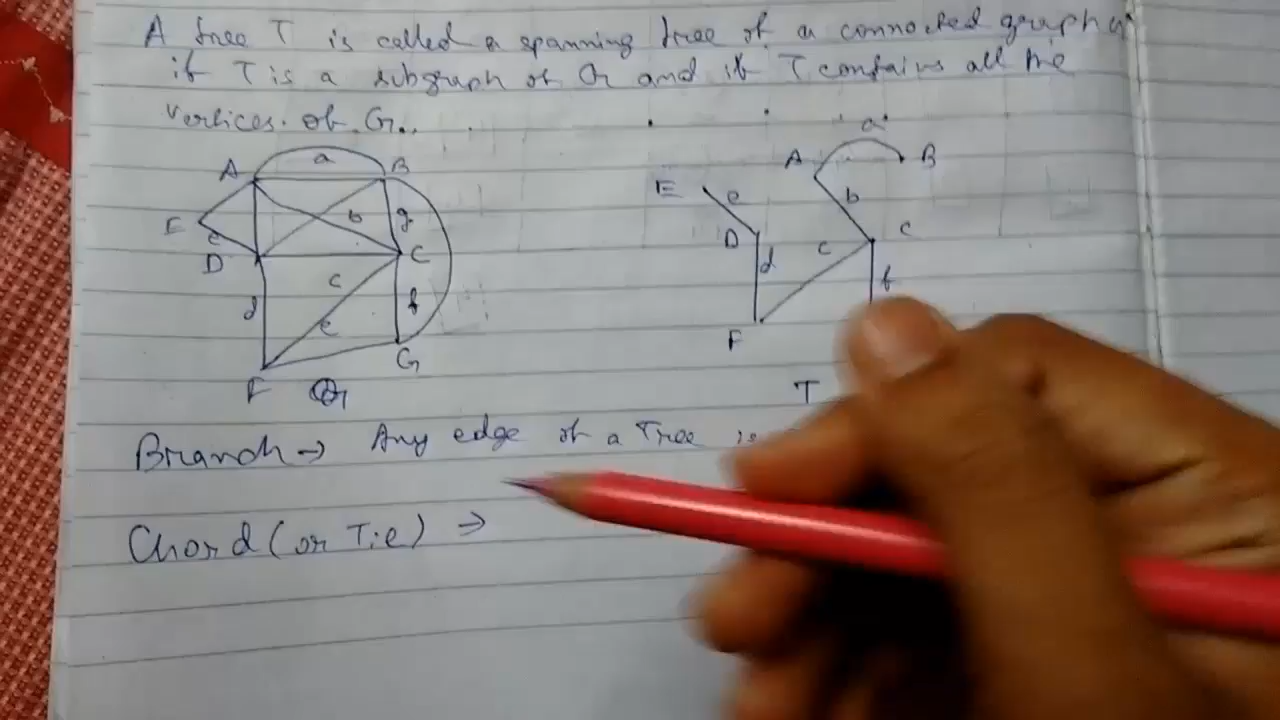 A tree T is called a spanning tree of a connected graph G
if T is a subgraph of G and if T contains all the
vertices of G.
a
A B
E e D b g C
c
d e f
F G
G
a
A B
E e b
D c C
d f
F
T
Branch → Any edge of a Tree is
Chord (or Tie) ⇒